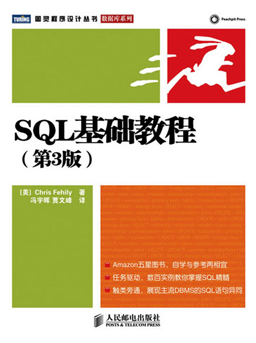 TURING
图灵程序设计丛书
数据库系列
Peachpit Press
SQL基础教程
（第3版）
[美] Chris Fehily 著
冯宇晖 贾文峰 译
Amazon五星图书，自学与参考两相宜
任务驱动，数百实例教你掌握SQL精髓
触类旁通，展现主流DBMS的SQL语句异同
人民邮电出版社
POSTS & TELECOM PRESS